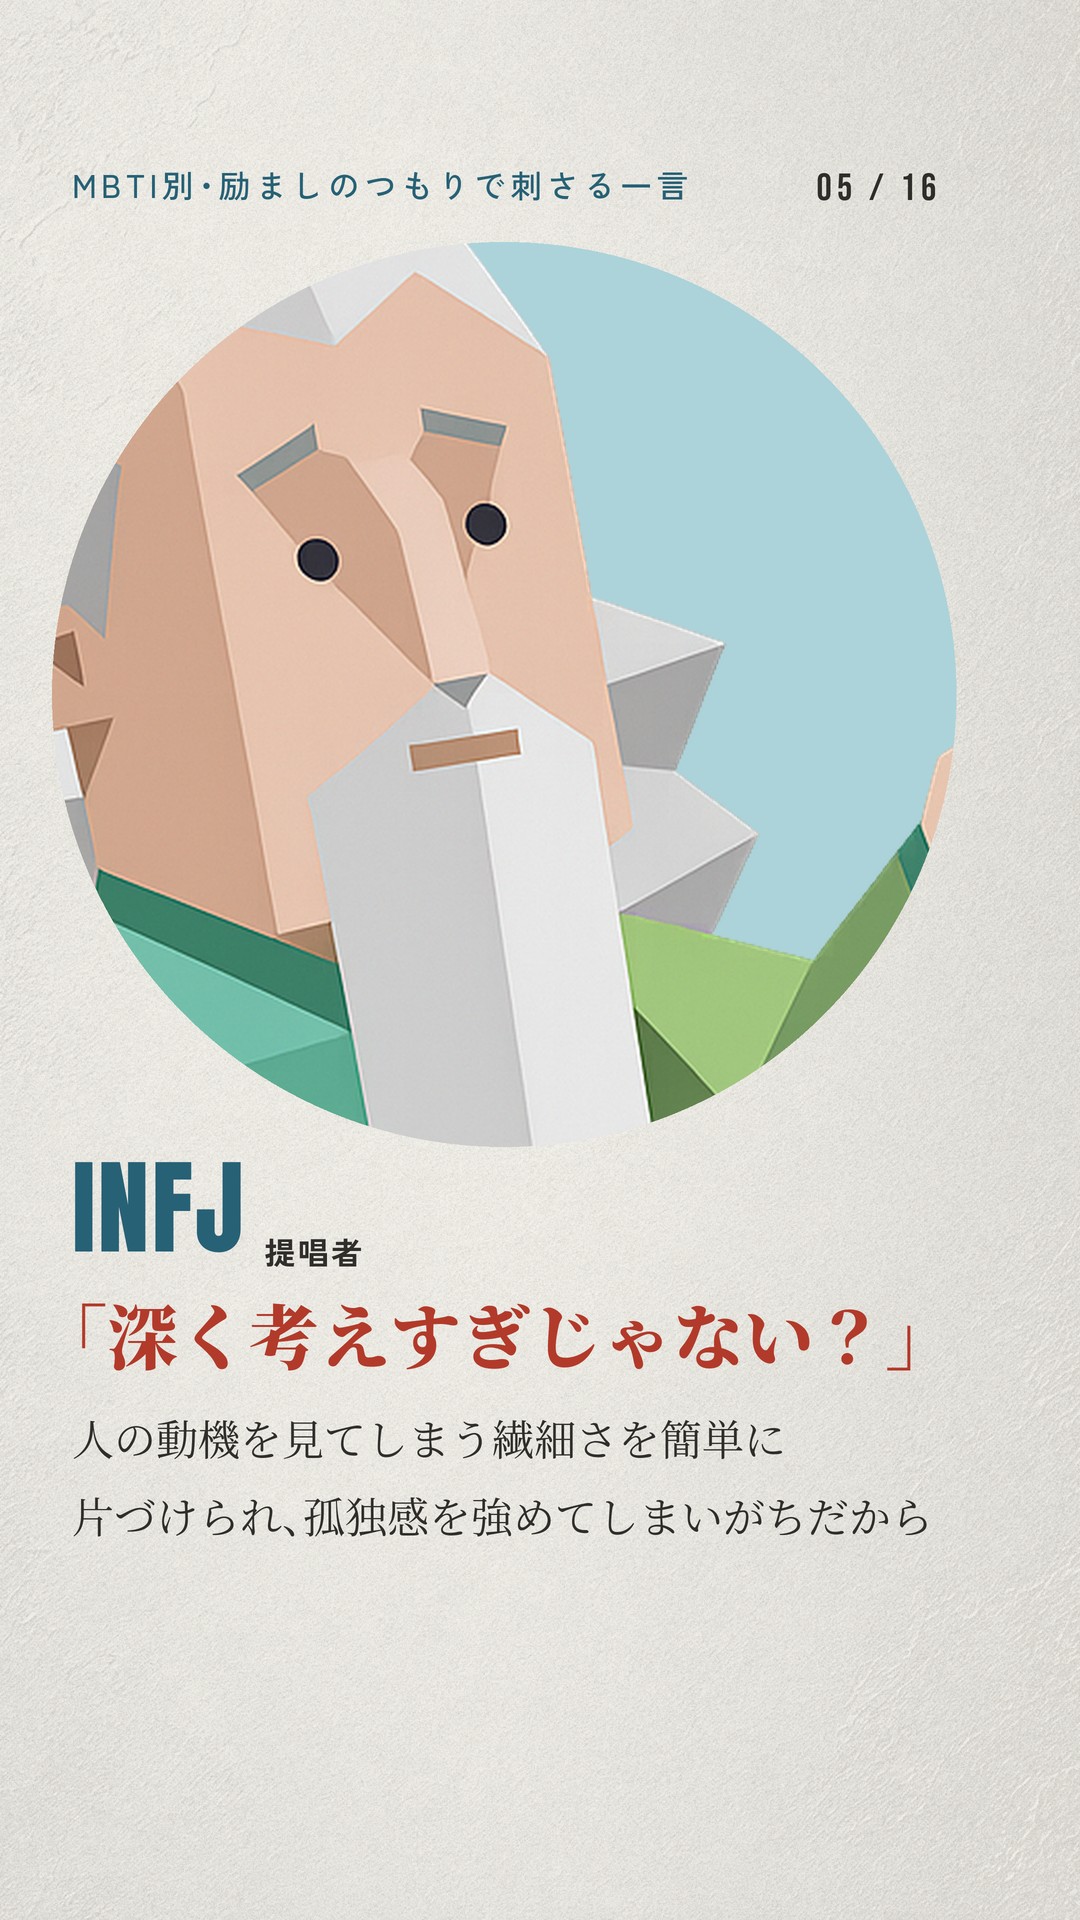 MBTI別・励ましのつもりで刺さる一言
05 / 16
INFJ
提唱者
「深く考えすぎじゃない？」
人の動機を見てしまう繊細さを簡単に
片づけられ、孤独感を強めてしまいがちだから